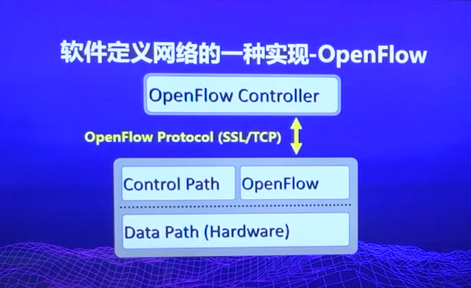 软件定义网络的一种实现-OpenFlow
OpenFlow Controller
OpenFlow Protocol (SSL/TCP)
Control Path
OpenFlow
Data Path (Hardware)